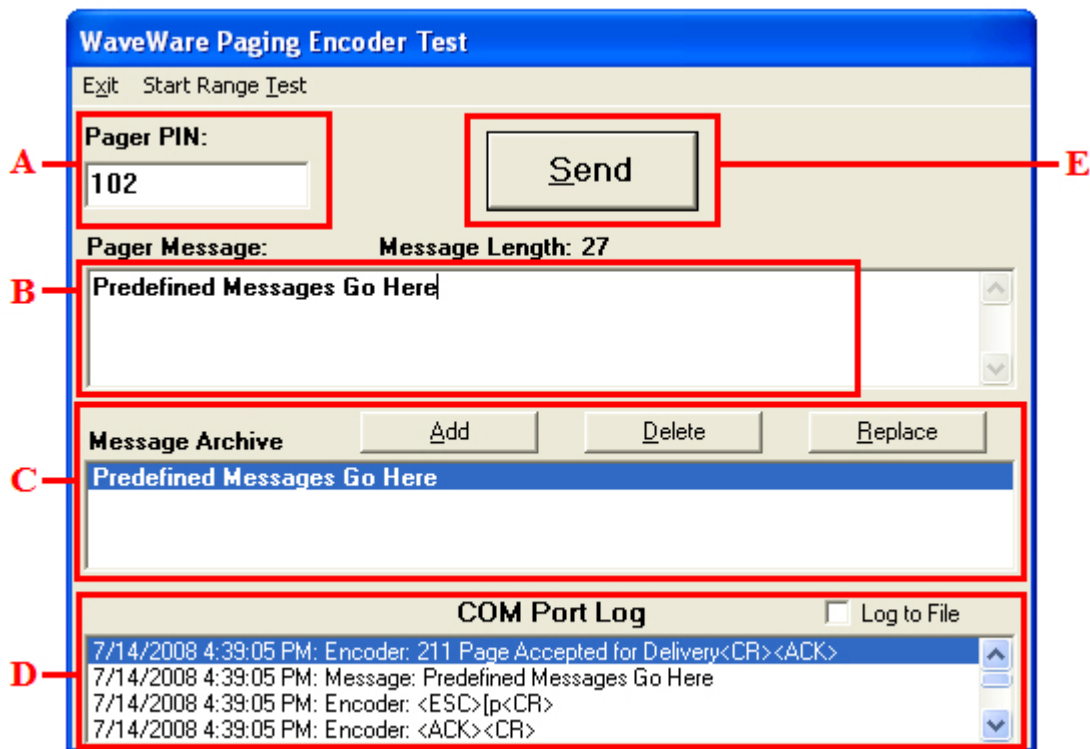 WaveWare Paging Encoder Test
Exit Start Range Test
Pager PIN:
A
102
Send
E
Pager Message: Message Length: 27
B
Predefined Messages Go Here
Message Archive Add Delete Replace
C
Predefined Messages Go Here
COM Port Log Log to File
7/14/2008 4:39:05 PM: Encoder: 211 Page Accepted for Delivery<CR><ACK>
D
7/14/2008 4:39:05 PM: Message: Predefined Messages Go Here
7/14/2008 4:39:05 PM: Encoder: <ESC>[p<CR>
7/14/2008 4:39:05 PM: Encoder: <ACK><CR>